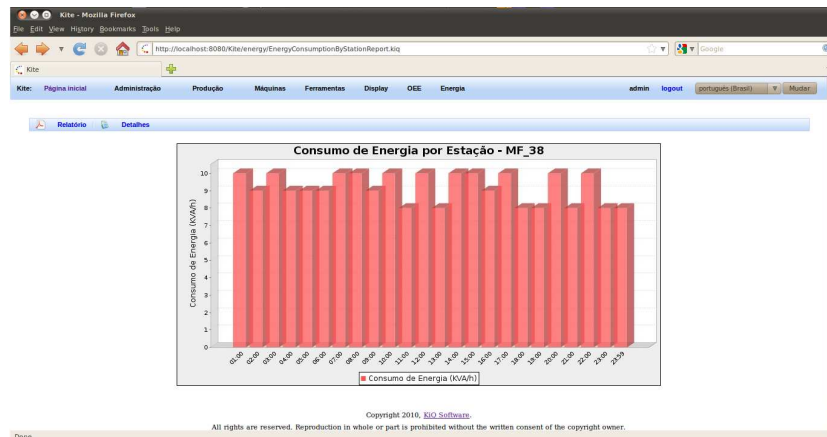 Kite - Mozilla Firefox
File Edit View History Bookmarks Tools Help
http://localhost:8080/Kite/energy/EnergyConsumptionByStationReport.kiq
Google
Kite
Kite: Página inicial Administração Produção Máquinas Ferramentas Display OEE Energia admin logout português (Brasil) Mudar
Relatório Detalhes
Consumo de Energia por Estação - MF_38
Consumo de Energia (KVA/h)
10
9
8
7
6
5
4
3
2
1
0
01:00 02:00 03:00 04:00 05:00 06:00 07:00 08:00 09:00 10:00 11:00 12:00 13:00 14:00 15:00 16:00 17:00 18:00 19:00 20:00 21:00 22:00 23:00 23:59
Consumo de Energia (KVA/h)
Copyright 2010, KiQ Software.
All rights are reserved. Reproduction in whole or part is prohibited without the written consent of the copyright owner.
Done